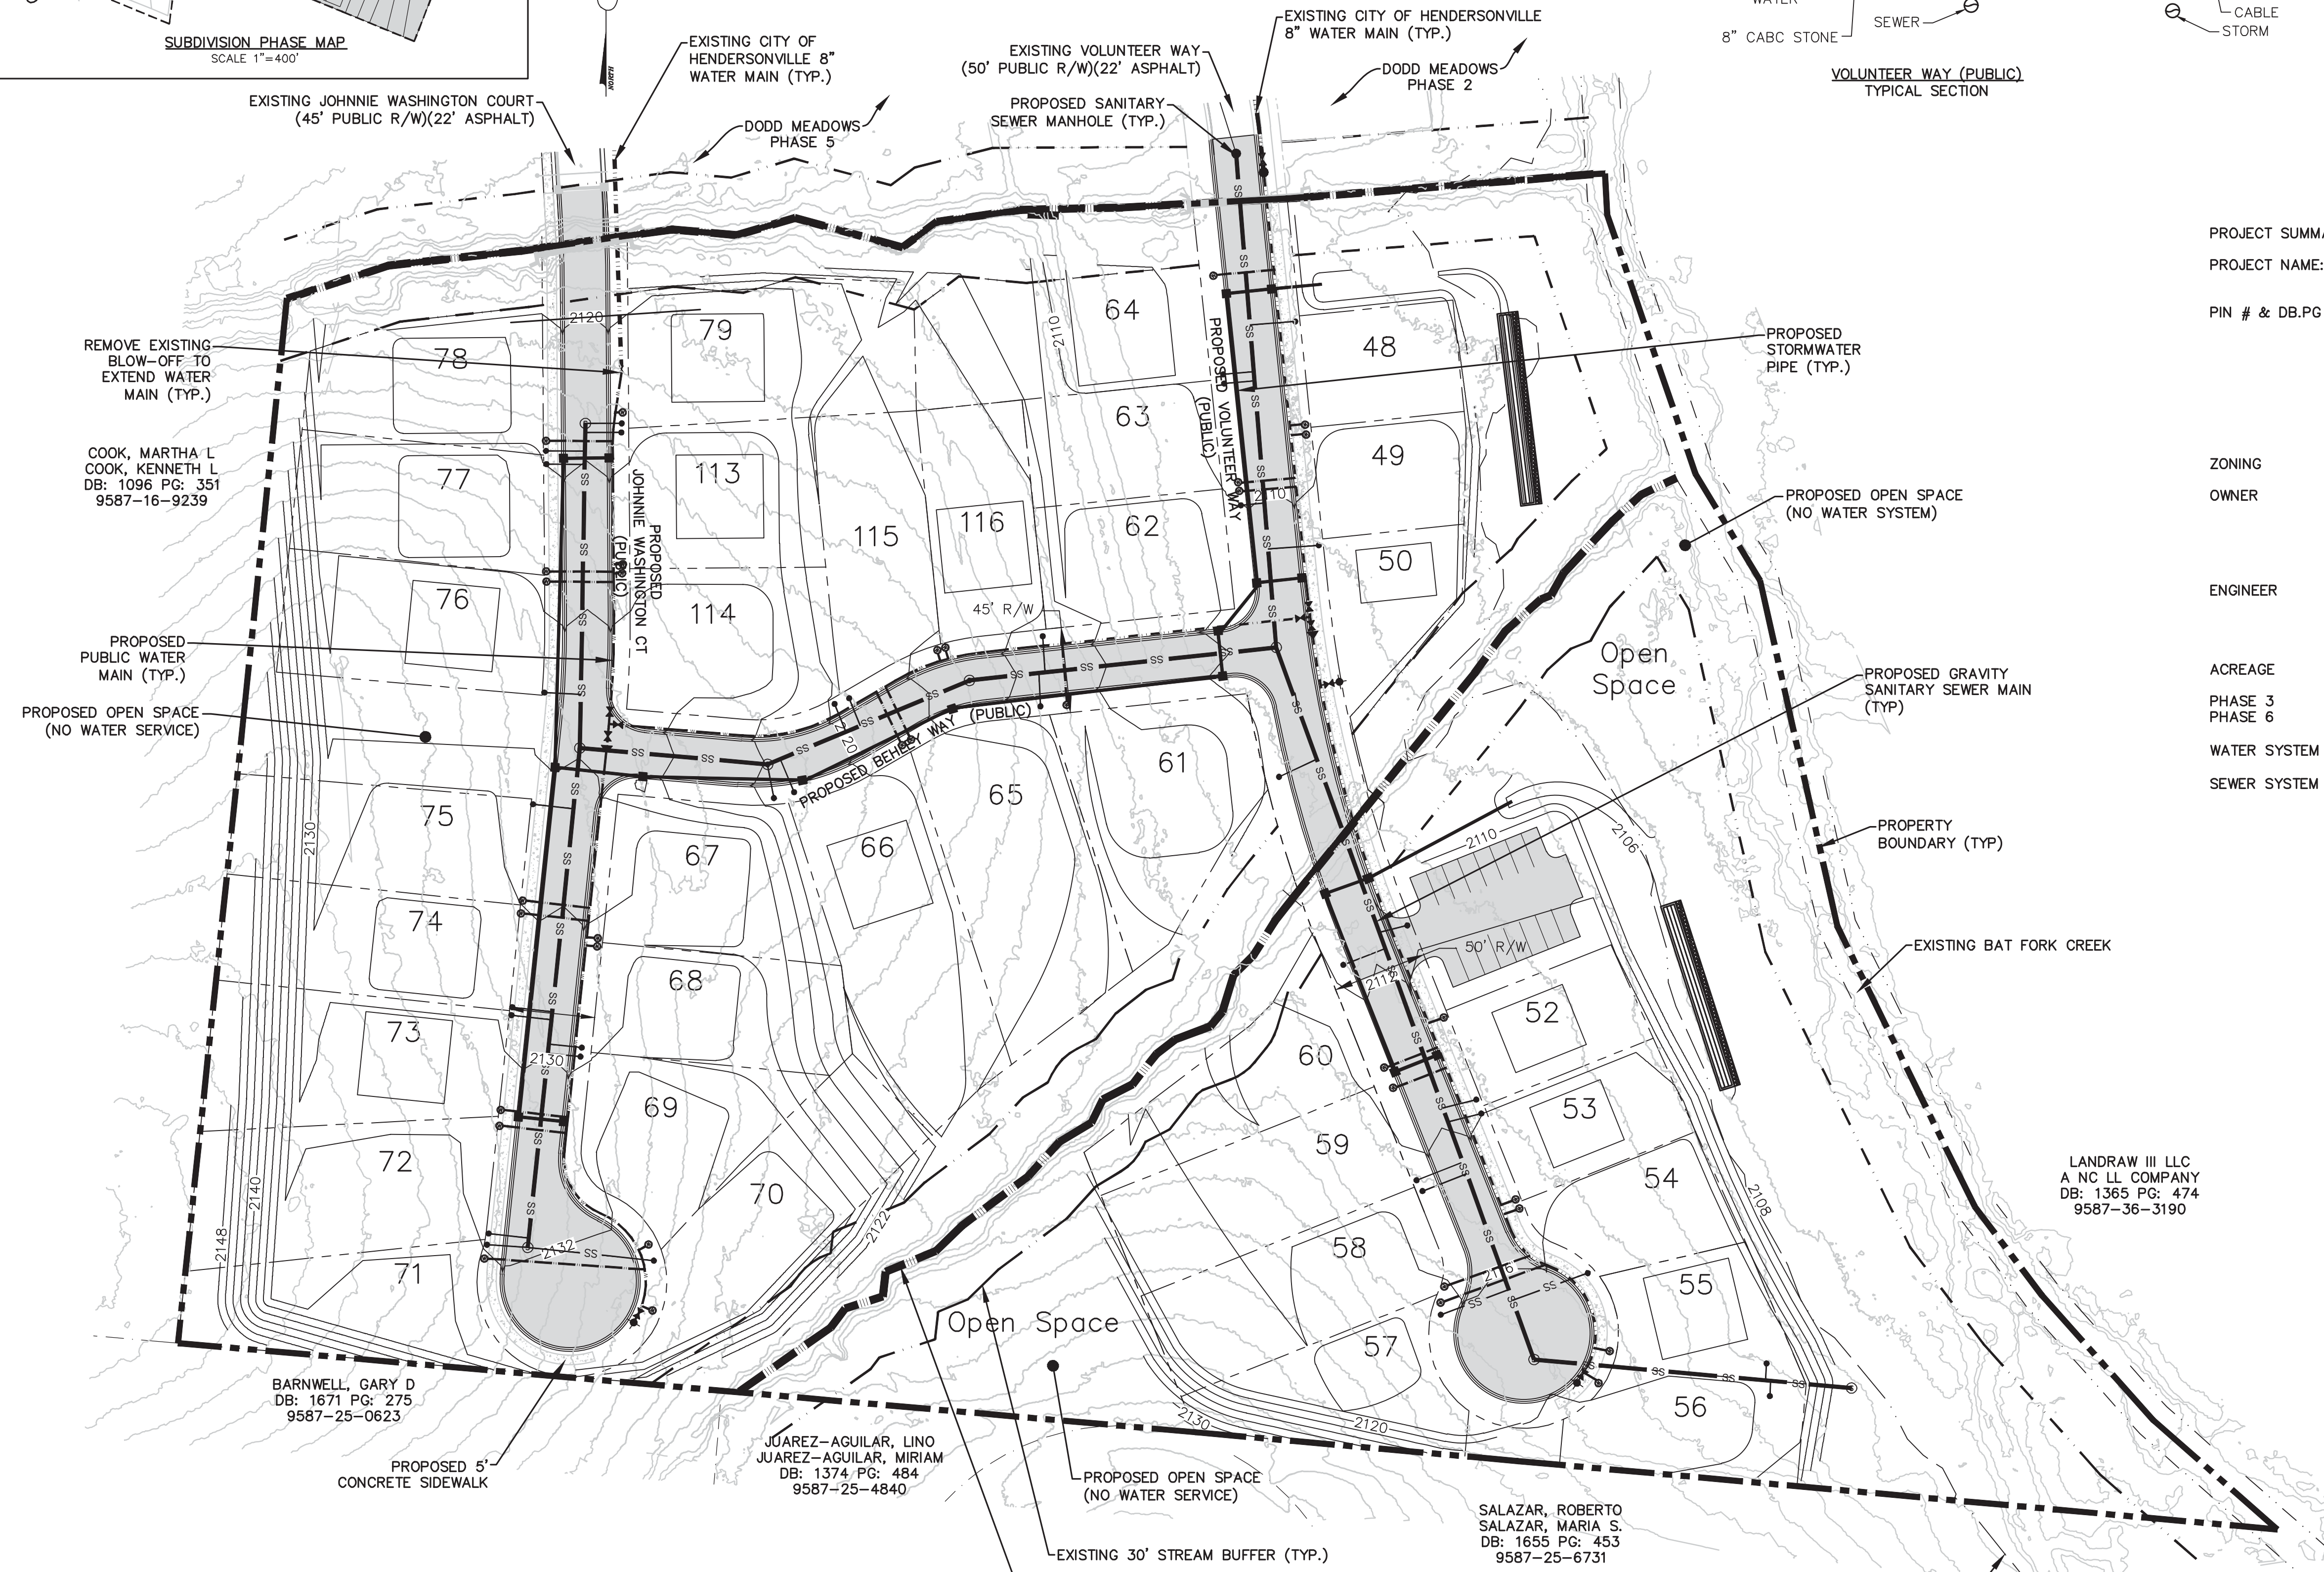 SUBDIVISION PHASE MAP
SCALE 1"=400'
NORTH
WATER
SEWER
8" CABC STONE
CABLE
STORM
VOLUNTEER WAY (PUBLIC)
TYPICAL SECTION
EXISTING JOHNNIE WASHINGTON COURT
(45' PUBLIC R/W)(22' ASPHALT)
EXISTING CITY OF
HENDERSONVILLE 8"
WATER MAIN (TYP.)
DODD MEADOWS
PHASE 5
EXISTING VOLUNTEER WAY
(50' PUBLIC R/W)(22' ASPHALT)
PROPOSED SANITARY
SEWER MANHOLE (TYP.)
EXISTING CITY OF HENDERSONVILLE
8" WATER MAIN (TYP.)
DODD MEADOWS
PHASE 2
PROJECT SUMMA
PROJECT NAME:
PIN # & DB.PG
ZONING
OWNER
ENGINEER
ACREAGE
PHASE 3
PHASE 6
WATER SYSTEM
SEWER SYSTEM
REMOVE EXISTING
BLOW-OFF TO
EXTEND WATER
MAIN (TYP.)
COOK, MARTHA L
COOK, KENNETH L
DB: 1096 PG: 351
9587-16-9239
PROPOSED
PUBLIC WATER
MAIN (TYP.)
PROPOSED OPEN SPACE
(NO WATER SERVICE)
2120
78
79
64
48
2110
77
113
63
49
115
116
62
2110
50
76
114
45' R/W
PROPOSED
JOHNNIE WASHINGTON CT
(PUBLIC)
PROPOSED VOLUNTEER WAY
(PUBLIC)
PROPOSED BEHLEY WAY (PUBLIC)
2120
PROPOSED
STORMWATER
PIPE (TYP.)
PROPOSED OPEN SPACE
(NO WATER SYSTEM)
Open
Space
PROPOSED GRAVITY
SANITARY SEWER MAIN
(TYP)
PROPERTY
BOUNDARY (TYP)
EXISTING BAT FORK CREEK
2130
75
67
66
65
61
2110
2106
74
68
50' R/W
2112
73
2130
52
60
69
53
59
72
70
54
2140
2148
2122
2108
2132
71
58
2116
55
57
56
Open Space
2130
2120
SS
LANDRAW III LLC
A NC LL COMPANY
DB: 1365 PG: 474
9587-36-3190
BARNWELL, GARY D
DB: 1671 PG: 275
9587-25-0623
PROPOSED 5'
CONCRETE SIDEWALK
JUAREZ-AGUILAR, LINO
JUAREZ-AGUILAR, MIRIAM
DB: 1374 PG: 484
9587-25-4840
PROPOSED OPEN SPACE
(NO WATER SERVICE)
EXISTING 30' STREAM BUFFER (TYP.)
SALAZAR, ROBERTO
SALAZAR, MARIA S.
DB: 1655 PG: 453
9587-25-6731